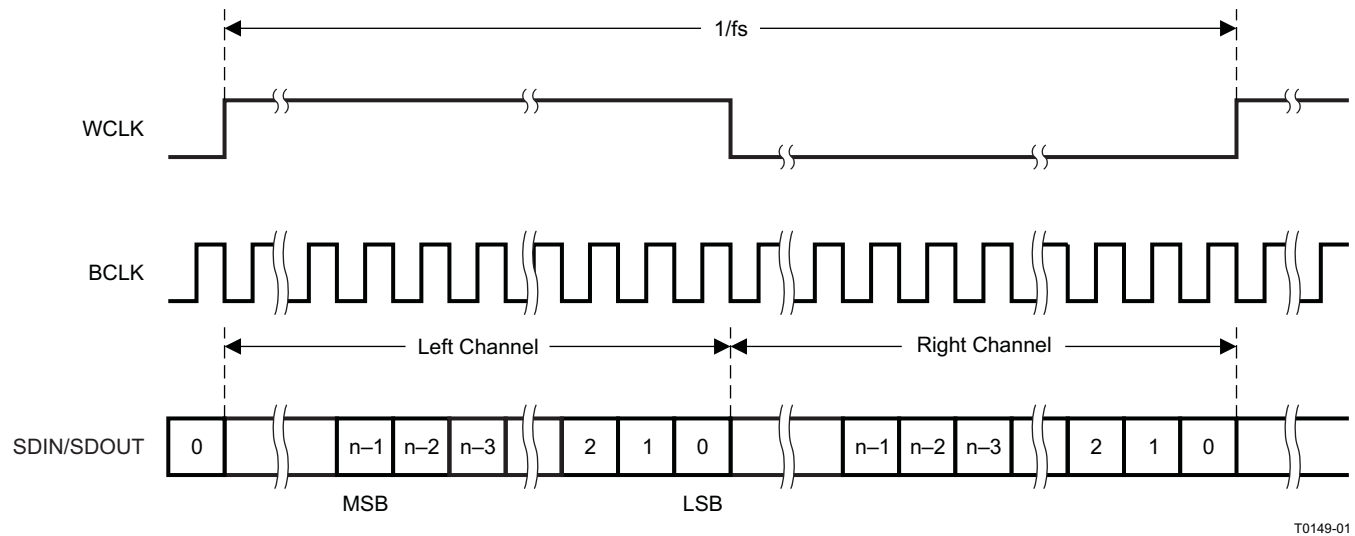 1/fs
WCLK
BCLK
Left Channel
Right Channel
SDIN/SDOUT
0
n–1
n–2
n–3
2
1
0
n–1
n–2
n–3
2
1
0
MSB
LSB
T0149-01